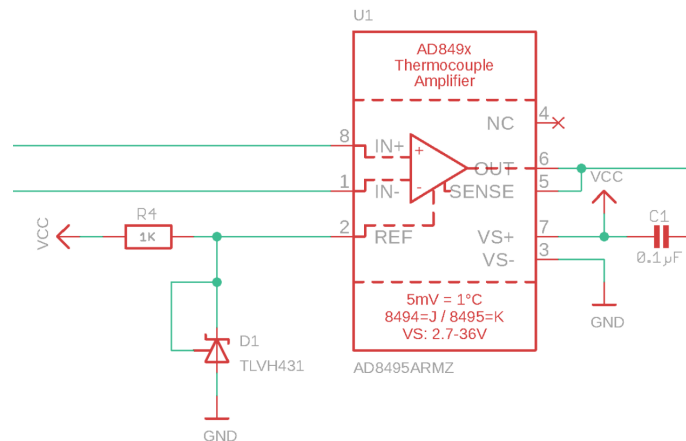 U1
AD849x
Thermocouple
Amplifier
4
NC
8
IN+
+
OUT
6
1
IN-
-
SENSE
5
VCC
R4
1K
VCC
2
REF
VS+
7
C1
VS-
3
0.1µF
5mV = 1°C
8494=J / 8495=K
VS: 2.7-36V
GND
D1
TLVH431
AD8495ARMZ
GND